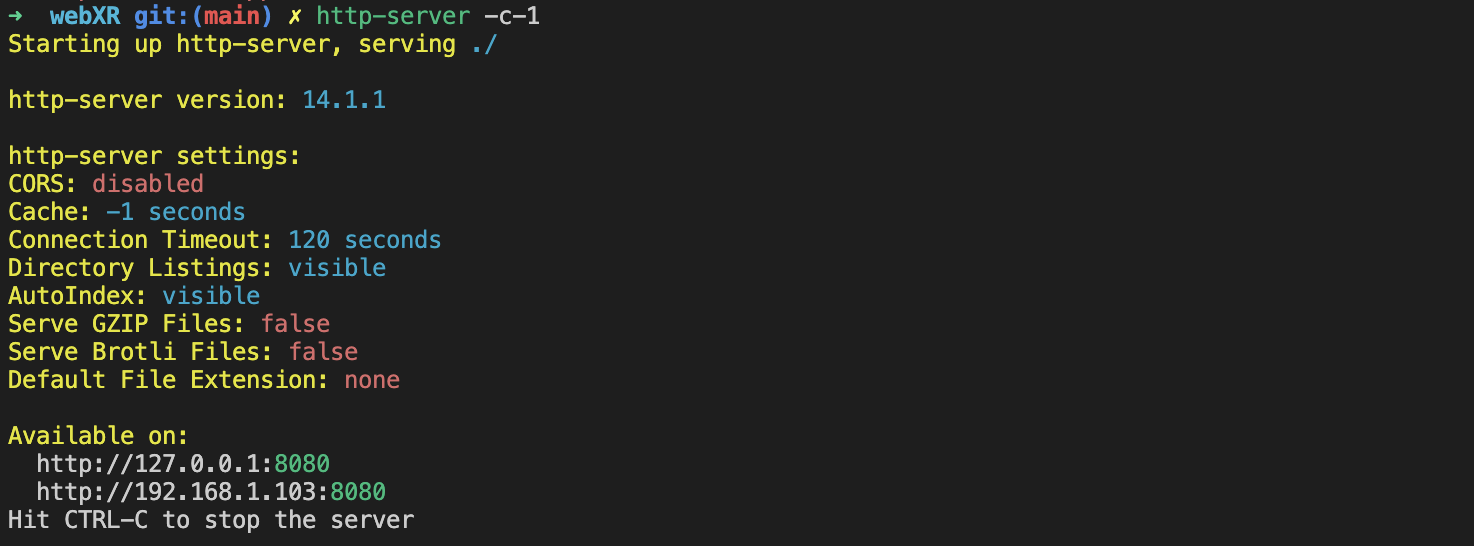 ➜  webXR git:(main) ✗ http-server -c-1
Starting up http-server, serving ./
http-server version: 14.1.1
http-server settings:
CORS: disabled
Cache: -1 seconds
Connection Timeout: 120 seconds
Directory Listings: visible
AutoIndex: visible
Serve GZIP Files: false
Serve Brotli Files: false
Default File Extension: none
Available on:
  http://127.0.0.1:8080
  http://192.168.1.103:8080
Hit CTRL-C to stop the server